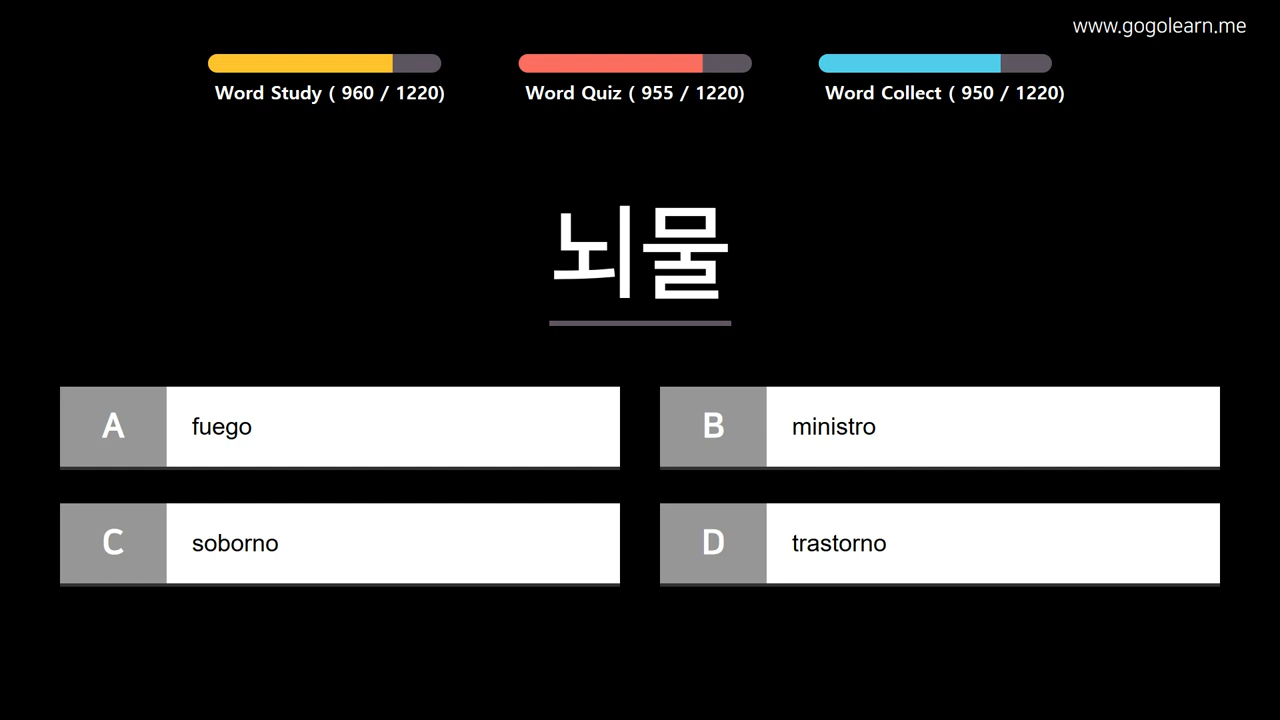 www.gogolearn.me
Word Study ( 960 / 1220)
Word Quiz ( 955 / 1220)
Word Collect ( 950 / 1220)
뇌물
A fuego
B ministro
C soborno
D trastorno